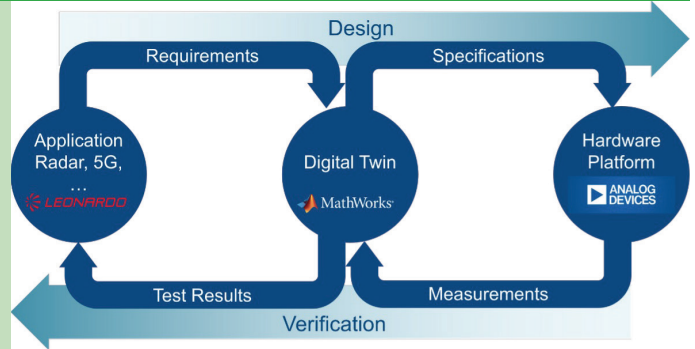 Design
Requirements
Specifications
Application
Radar, 5G,
...
LEONARDO
Digital Twin
MathWorks
Hardware
Platform
ANALOG
DEVICES
Test Results
Measurements
Verification